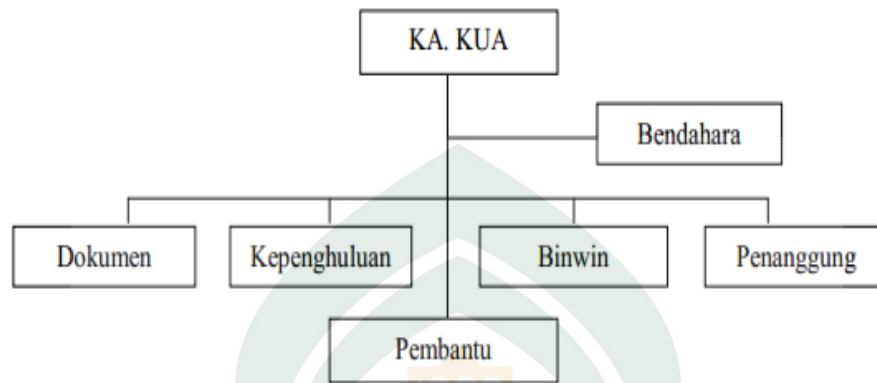 KA. KUA
Bendahara
Dokumen
Kepenghuluan
Binwin
Penanggung
Pembantu